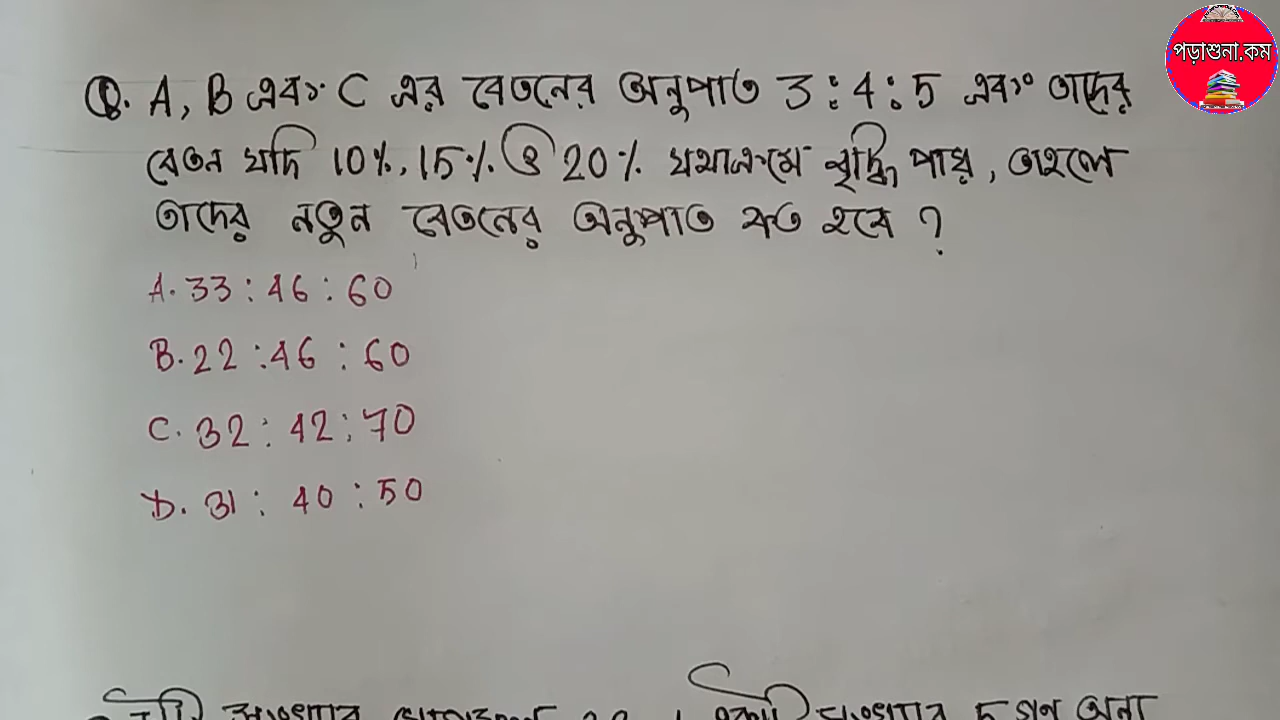 পড়াশুনা.কম
Q. A, B এবং C এর বেতনের অনুপাত 3:4:5 এবং তাদের
বেতন যদি 10%, 15% ও 20% যথাক্রমে বৃদ্ধি পায়, তাহলে
তাদের নতুন বেতনের অনুপাত কত হবে ?
A. 33 : 46 : 60
B. 22 : 46 : 60
C. 32 : 42 : 70
D. 31 : 40 : 50